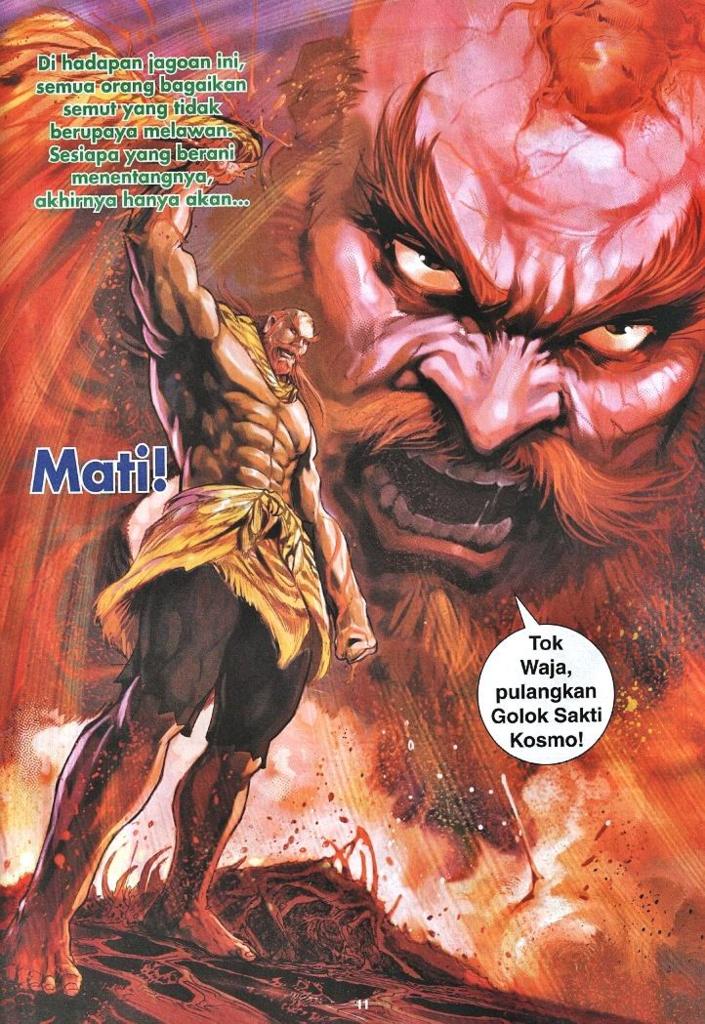 Di hadapan jagoan ini,
semua orang bagaikan
semut yang tidak
berupaya melawan.
Sesiapa yang berani
menentangnya,
akhirnya hanya akan...
Mati!
Tok
Waja,
pulangkan
Golok Sakti
Kosmo!
11